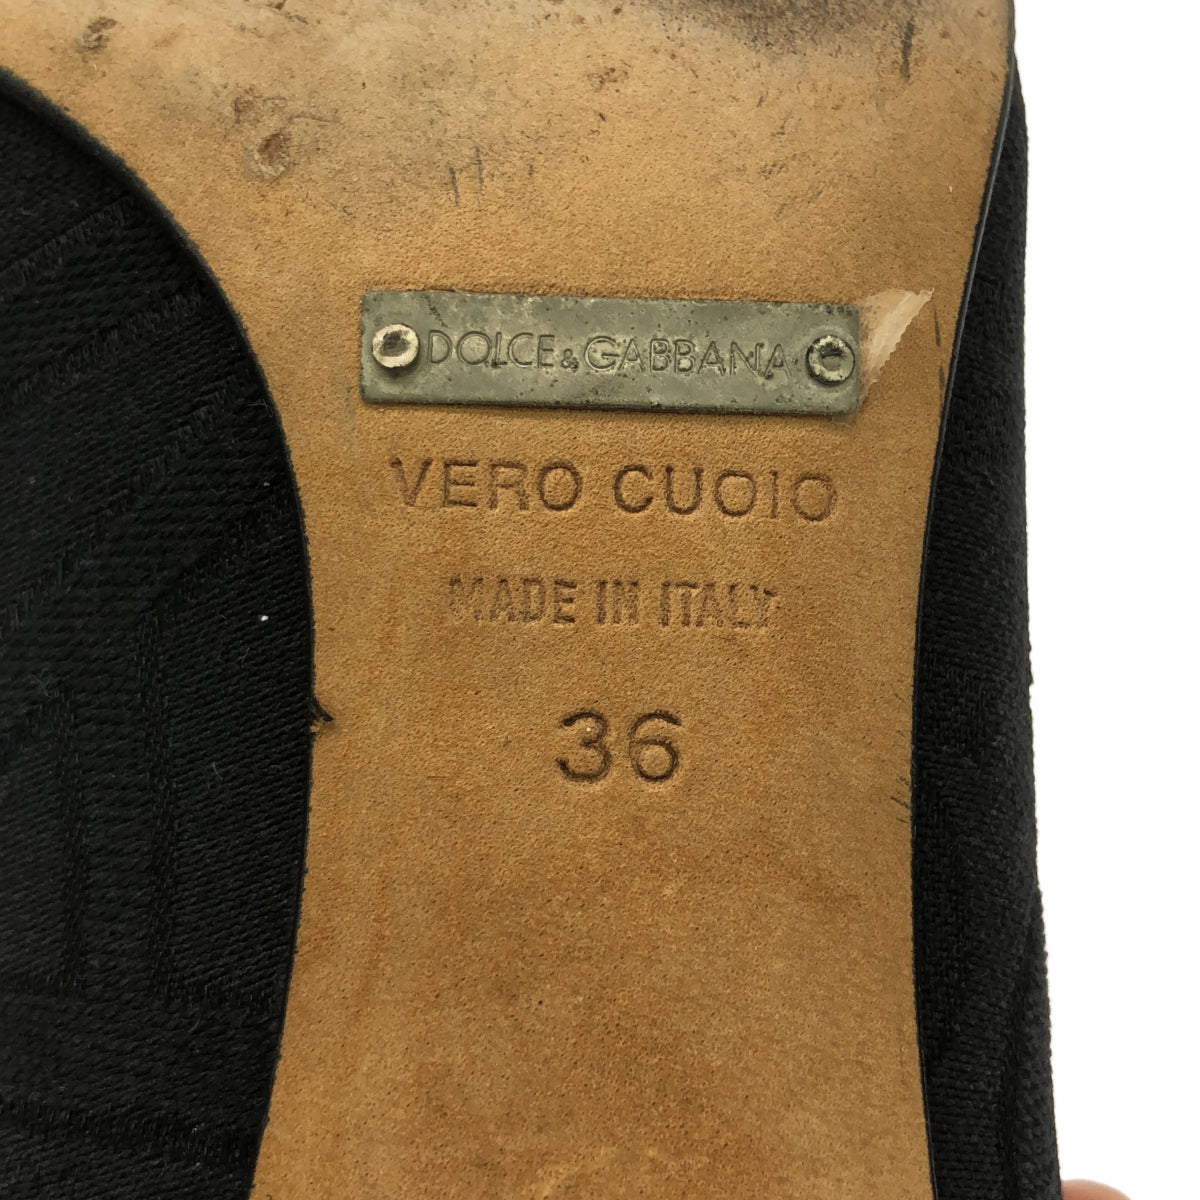 DOLCE&GABBANA
VERO CUOIO
MADE IN ITALY
36